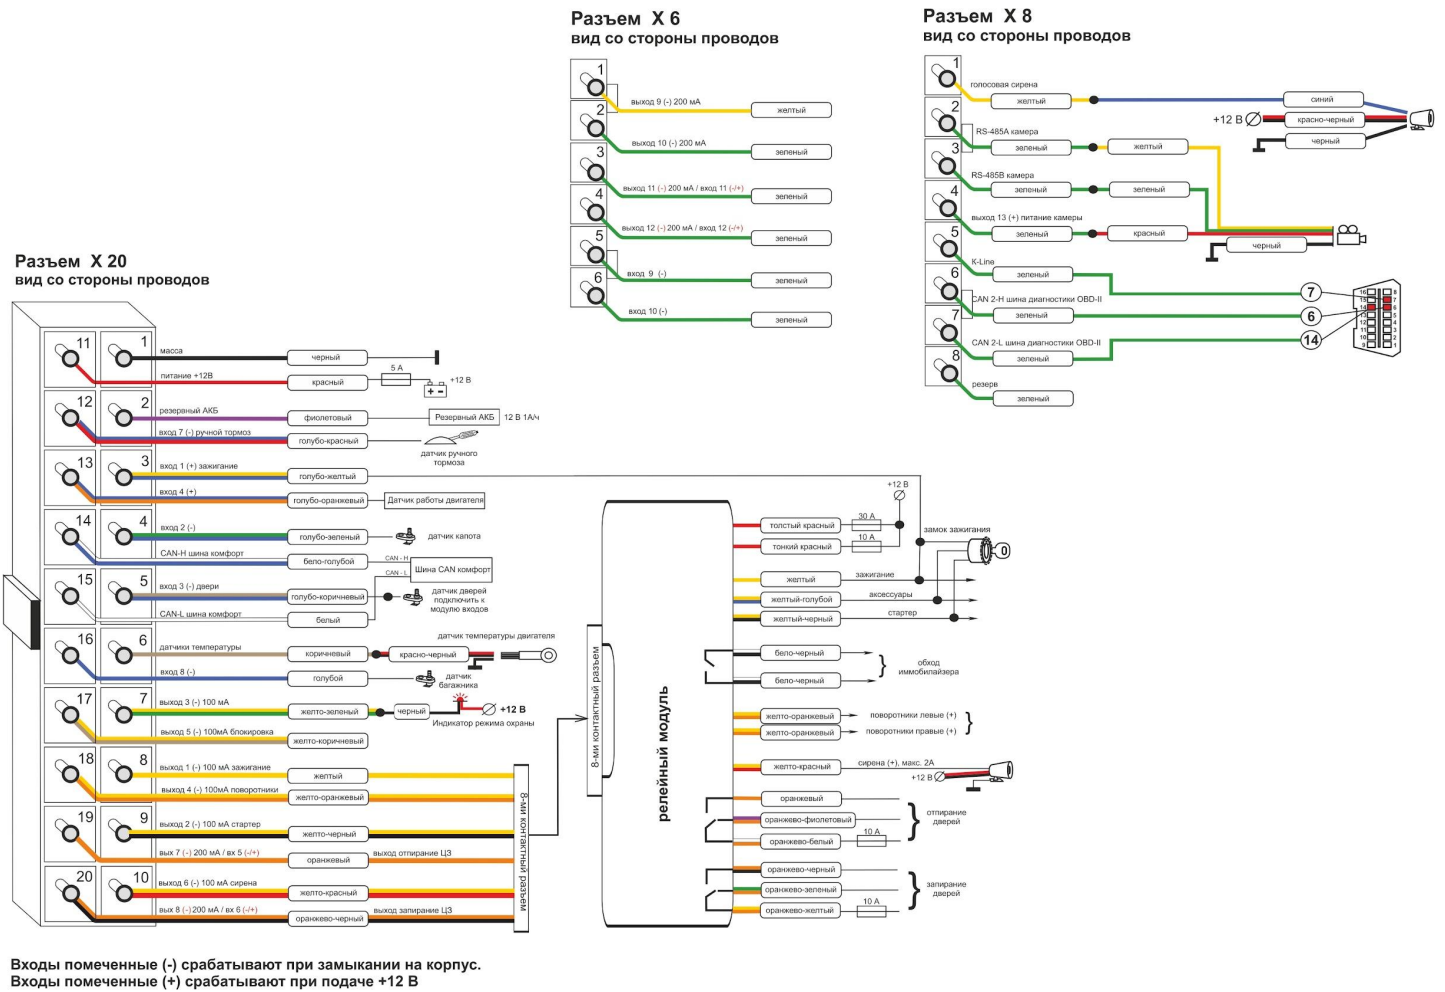 Разъем X 6
вид со стороны проводов
1
выход 9 (-) 200 мА
желтый
2
выход 10 (-) 200 мА
зеленый
3
выход 11 (-) 200 мА / вход 11 (-/+)
зеленый
4
выход 12 (-) 200 мА / вход 12 (-/+)
зеленый
5
вход 9 (-)
зеленый
6
вход 10 (-)
зеленый
Разъем X 8
вид со стороны проводов
1
голосовая сирена
желтый
синий
+12 В
красно-черный
черный
2
RS-485A камера
зеленый
желтый
3
RS-485B камера
зеленый
зеленый
4
выход 13 (+) питание камеры
зеленый
красный
черный
5
K-Line
зеленый
7
6
CAN 2-H шина диагностики OBD-II
зеленый
6
7
CAN 2-L шина диагностики OBD-II
зеленый
14
8
резерв
зеленый
16 8
15 7
14 6
13 5
12 4
11 3
10 2
9 1
Разъем X 20
вид со стороны проводов
11
1
масса
черный
питание +12В
красный
5 А
+12 В
12
2
резервный АКБ
фиолетовый
Резервный АКБ
12 В 1А/ч
вход 7 (-) ручной тормоз
голубо-красный
датчик ручного
тормоза
13
3
вход 1 (+) зажигание
голубо-желтый
вход 4 (+)
голубо-оранжевый
Датчик работы двигателя
14
4
вход 2 (-)
голубо-зеленый
датчик капота
CAN-H шина комфорт
бело-голубой
CAN - H
CAN - L
Шина CAN комфорт
15
5
вход 3 (-) двери
голубо-коричневый
датчик дверей
подключить к
модулю входов
CAN-L шина комфорт
белый
16
6
датчики температуры
коричневый
красно-черный
датчик температуры двигателя
вход 8 (-)
голубой
датчик
багажника
17
7
выход 3 (-) 100 мА
желто-зеленый
черный
+12 В
Индикатор режима охраны
выход 5 (-) 100мА блокировка
желто-коричневый
18
8
выход 1 (-) 100 мА зажигание
желтый
выход 4 (-) 100мА поворотники
желто-оранжевый
19
9
выход 2 (-) 100 мА стартер
желто-черный
вых 7 (-) 200 мА / вх 5 (-/+)
оранжевый
выход отпирание ЦЗ
20
10
выход 6 (-) 100 мА сирена
желто-красный
вых 8 (-) 200 мА / вх 6 (-/+)
оранжево-черный
выход запирание ЦЗ
8-ми контактный разъем
8-ми контактный разъем
релейный модуль
+12 В
толстый красный
30 А
тонкий красный
10 А
замок зажигания
желтый
зажигание
желтый-голубой
аксессуары
желтый-черный
стартер
бело-черный
бело-черный
обход
иммобилайзера
желто-оранжевый
поворотники левые (+)
желто-оранжевый
поворотники правые (+)
желто-красный
сирена (+), макс. 2А
+12 В
оранжевый
оранжево-фиолетовый
оранжево-белый
10 А
отпирание
дверей
оранжево-черный
оранжево-зеленый
оранжево-желтый
10 А
запирание
дверей
Входы помеченные (-) срабатывают при замыкании на корпус.
Входы помеченные (+) срабатывают при подаче +12 В